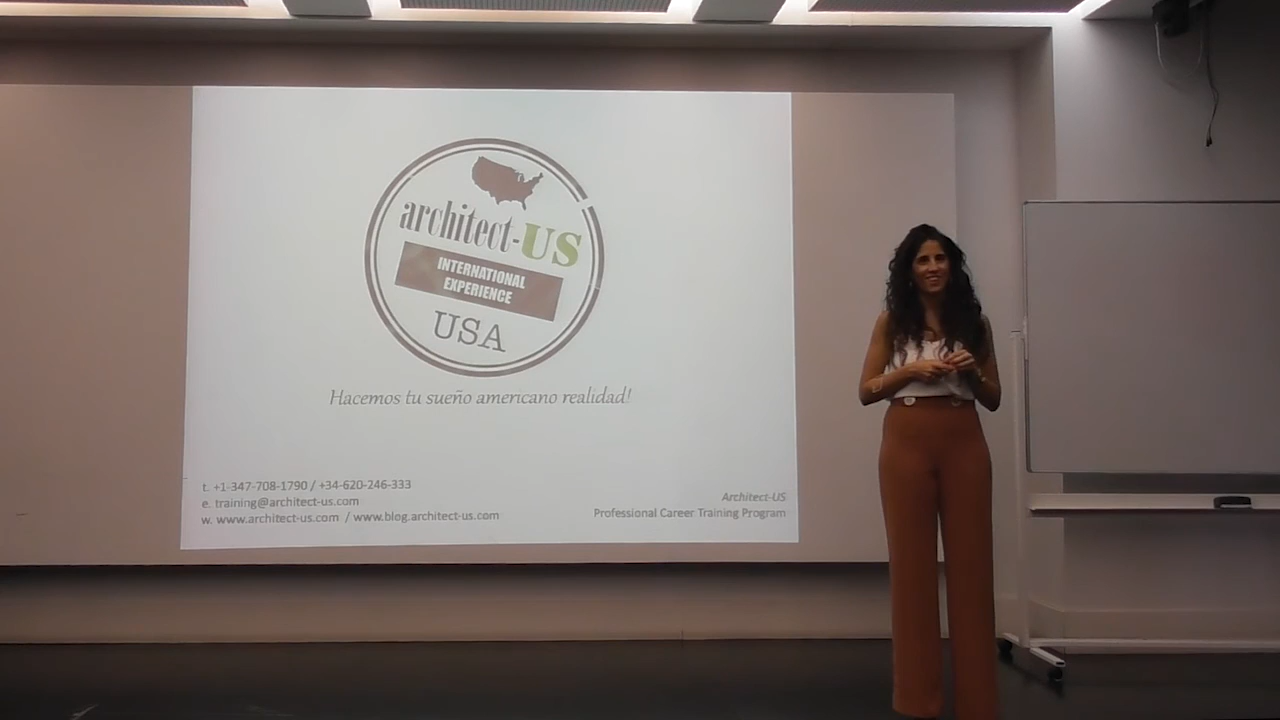 architect-US
INTERNATIONAL
EXPERIENCE
USA
Hacemos tu sueño americano realidad!
t. +1-347-708-1790 / +34-620-246-333
e. training@architect-us.com
w. www.architect-us.com / www.blog.architect-us.com
Architect-US
Professional Career Training Program